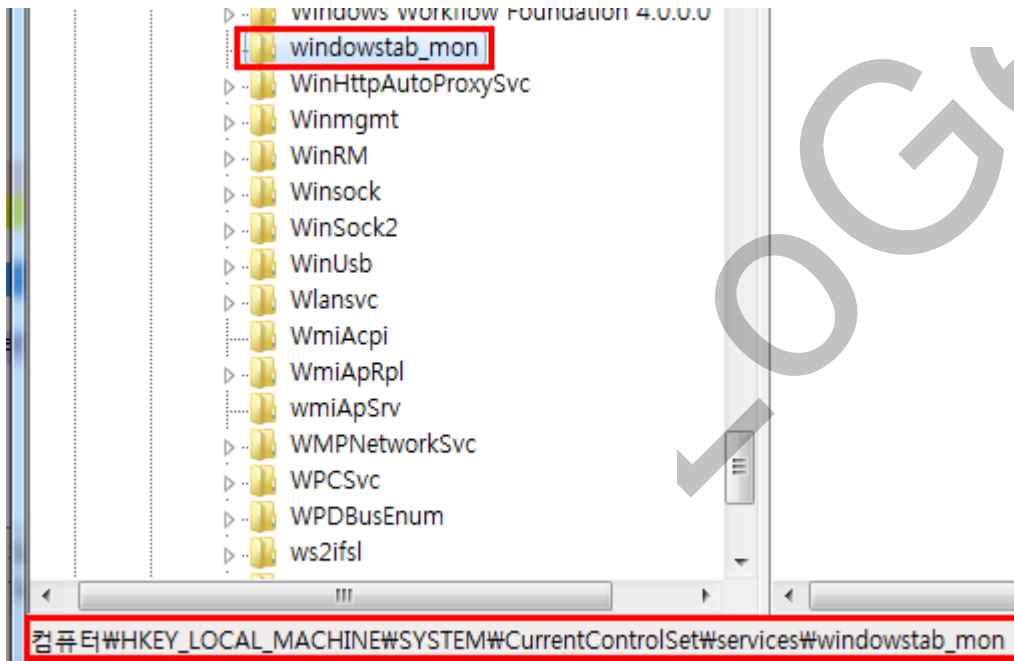 Windows Workflow Foundation 4.0.0.0
windowstab_mon
WinHttpAutoProxySvc
Winmgmt
WinRM
Winsock
WinSock2
WinUsb
Wlansvc
WmiAcpi
WmiApRpl
wmiApSrv
WMPNetworkSvc
WPCSvc
WPDBusEnum
ws2ifsl
컴퓨터₩HKEY_LOCAL_MACHINE₩SYSTEM₩CurrentControlSet₩services₩windowstab_mon